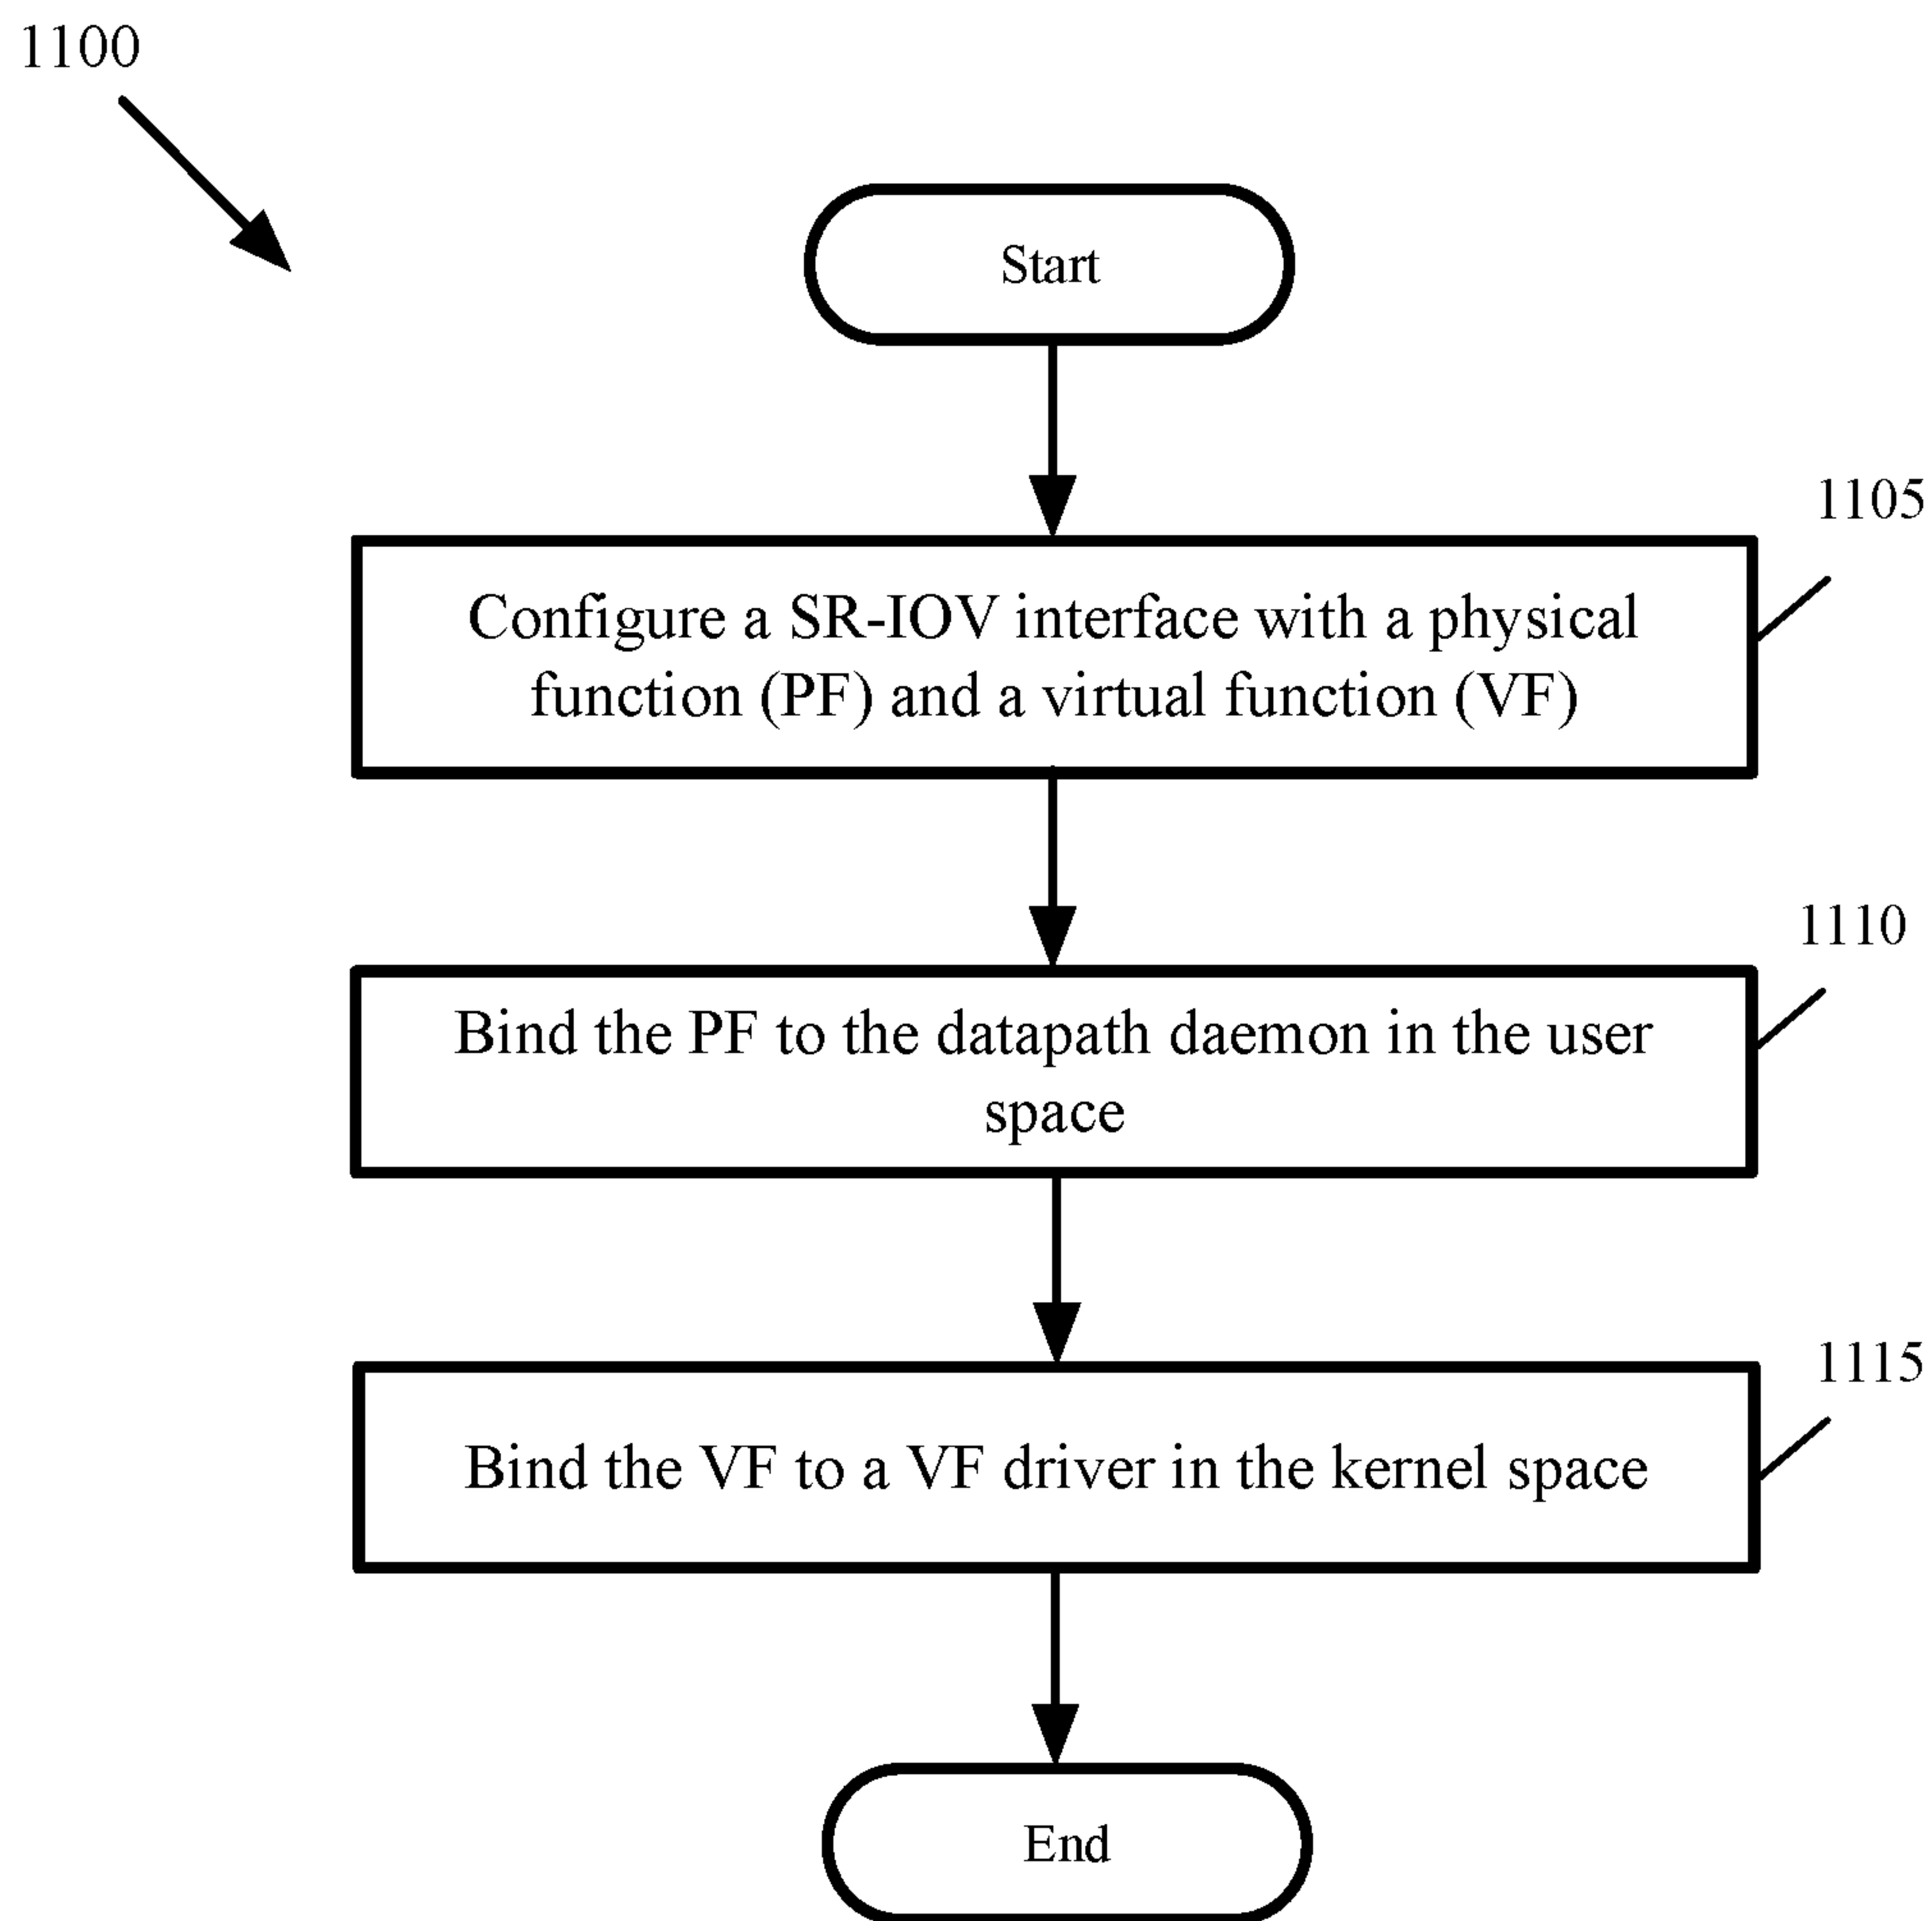 1100
Start
1105
Configure a SR-IOV interface with a physical
function (PF) and a virtual function (VF)
1110
Bind the PF to the datapath daemon in the user
space
1115
Bind the VF to a VF driver in the kernel space
End